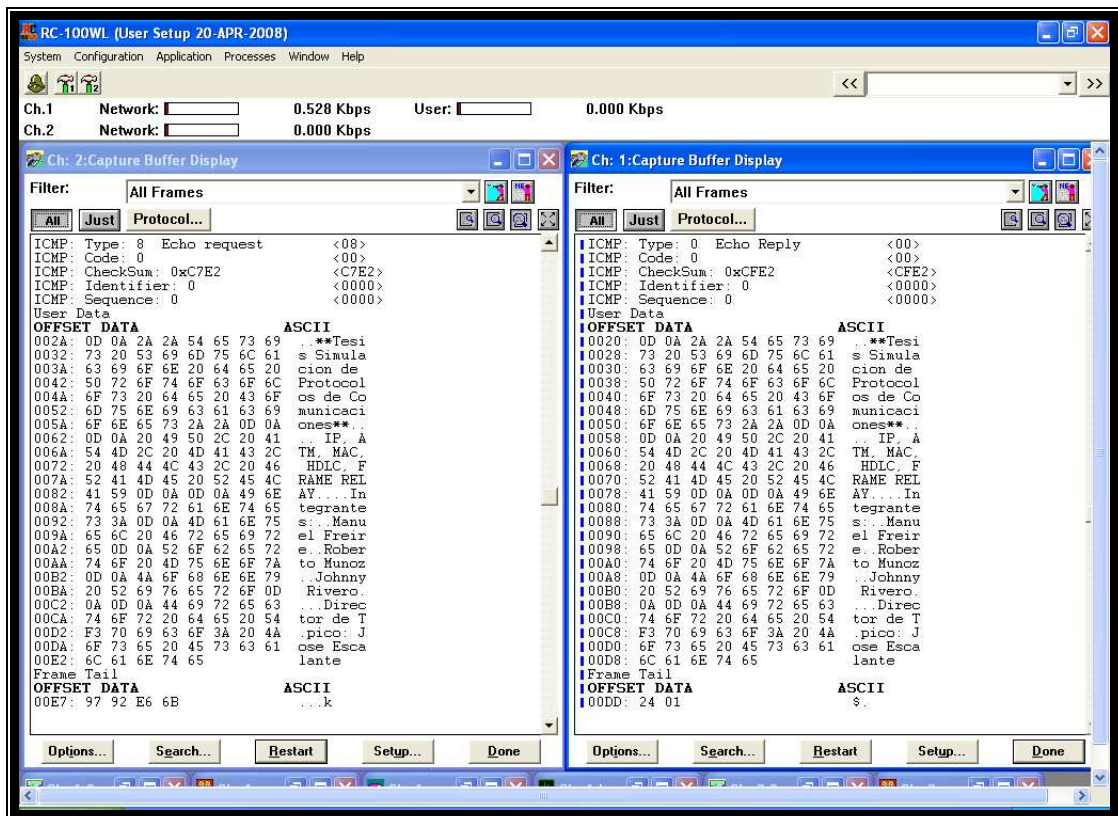 RC-100WL (User Setup 20-APR-2008)
System Configuration Application Processes Window Help
<< >>
Ch.1 Network: 0.528 Kbps User: 0.000 Kbps
Ch.2 Network: 0.000 Kbps
Ch: 2:Capture Buffer Display
Filter: All Frames
All Just Protocol...
ICMP: Type: 8 Echo request <08>
ICMP: Code: 0 <00>
ICMP: CheckSum: 0xC7E2 <C7E2>
ICMP: Identifier: 0 <0000>
ICMP: Sequence: 0 <0000>
User Data
OFFSET DATA ASCII
002A: 0D 0A 2A 2A 54 65 73 69 ..**Tesi
0032: 73 20 53 69 6D 75 6C 61 s Simula
003A: 63 69 6F 6E 20 64 65 20 cion de
0042: 50 72 6F 74 6F 63 6F 6C Protocol
004A: 6F 73 20 64 65 20 43 6F os de Co
0052: 6D 75 6E 69 63 61 63 69 municaci
005A: 6F 6E 65 73 2A 2A 0D 0A ones**..
0062: 0D 0A 20 49 50 2C 20 41 .. IP, A
006A: 54 4D 2C 20 4D 41 43 2C TM, MAC,
0072: 20 48 44 4C 43 2C 20 46 HDLC, F
007A: 52 41 4D 45 20 52 45 4C RAME REL
0082: 41 59 0D 0A 0D 0A 49 6E AY....In
008A: 74 65 67 72 61 6E 74 65 tegrante
0092: 73 3A 0D 0A 4D 61 6E 75 s:..Manu
009A: 65 6C 20 46 72 65 69 72 el Freir
00A2: 65 0D 0A 52 6F 62 65 72 e..Rober
00AA: 74 6F 20 4D 75 6E 6F 7A to Munoz
00B2: 0D 0A 4A 6F 68 6E 6E 79 ..Johnny
00BA: 20 52 69 76 65 72 6F 0D Rivero.
00C2: 0A 0D 0A 44 69 72 65 63 ...Direc
00CA: 74 6F 72 20 64 65 20 54 tor de T
00D2: F3 70 69 63 6F 3A 20 4A .pico: J
00DA: 6F 73 65 20 45 73 63 61 ose Esca
00E2: 6C 61 6E 74 65 lante
Frame Tail
OFFSET DATA ASCII
00E7: 97 92 E6 6B ...k
Options... Search... Restart Setup... Done
Ch: 1:Capture Buffer Display
Filter: All Frames
All Just Protocol...
ICMP: Type: 0 Echo Reply <00>
ICMP: Code: 0 <00>
ICMP: CheckSum: 0xCFE2 <CFE2>
ICMP: Identifier: 0 <0000>
ICMP: Sequence: 0 <0000>
User Data
OFFSET DATA ASCII
0020: 0D 0A 2A 2A 54 65 73 69 ..**Tesi
0028: 73 20 53 69 6D 75 6C 61 s Simula
0030: 63 69 6F 6E 20 64 65 20 cion de
0038: 50 72 6F 74 6F 63 6F 6C Protocol
0040: 6F 73 20 64 65 20 43 6F os de Co
0048: 6D 75 6E 69 63 61 63 69 municaci
0050: 6F 6E 65 73 2A 2A 0D 0A ones**..
0058: 0D 0A 20 49 50 2C 20 41 .. IP, A
0060: 54 4D 2C 20 4D 41 43 2C TM, MAC,
0068: 20 48 44 4C 43 2C 20 46 HDLC, F
0070: 52 41 4D 45 20 52 45 4C RAME REL
0078: 41 59 0D 0A 0D 0A 49 6E AY....In
0080: 74 65 67 72 61 6E 74 65 tegrante
0088: 73 3A 0D 0A 4D 61 6E 75 s:..Manu
0090: 65 6C 20 46 72 65 69 72 el Freir
0098: 65 0D 0A 52 6F 62 65 72 e..Rober
00A0: 74 6F 20 4D 75 6E 6F 7A to Munoz
00A8: 0D 0A 4A 6F 68 6E 6E 79 ..Johnny
00B0: 20 52 69 76 65 72 6F 0D Rivero.
00B8: 0A 0D 0A 44 69 72 65 63 ...Direc
00C0: 74 6F 72 20 64 65 20 54 tor de T
00C8: F3 70 69 63 6F 3A 20 4A .pico: J
00D0: 6F 73 65 20 45 73 63 61 ose Esca
00D8: 6C 61 6E 74 65 lante
Frame Tail
OFFSET DATA ASCII
00DD: 24 01 $.
Options... Search... Restart Setup... Done